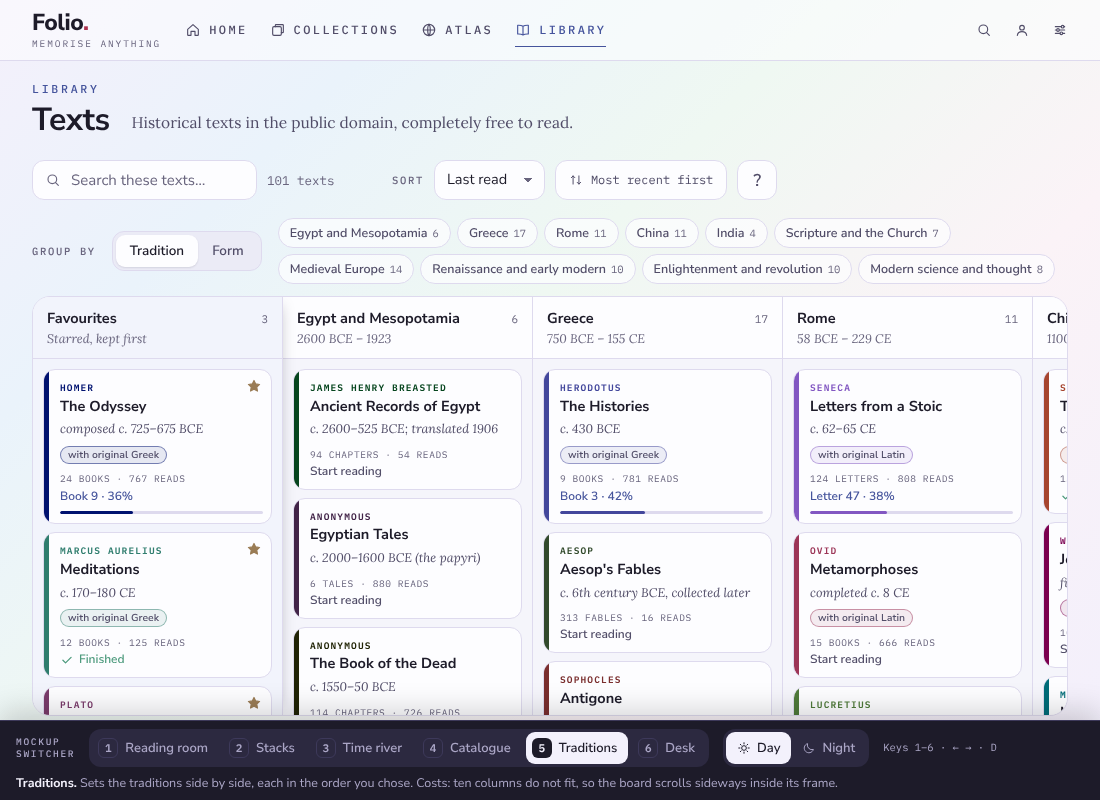 Folio.
MEMORISE ANYTHING
HOME
COLLECTIONS
ATLAS
LIBRARY
LIBRARY
Texts
Historical texts in the public domain, completely free to read.
Search these texts...
101 texts
SORT
Last read
Most recent first
?
GROUP BY
Tradition
Form
Egypt and Mesopotamia 6
Greece 17
Rome 11
China 11
India 4
Scripture and the Church 7
Medieval Europe 14
Renaissance and early modern 10
Enlightenment and revolution 10
Modern science and thought 8
Favourites 3
Starred, kept first
HOMER
The Odyssey
composed c. 725–675 BCE
with original Greek
24 BOOKS · 767 READS
Book 9 · 36%
MARCUS AURELIUS
Meditations
c. 170–180 CE
with original Greek
12 BOOKS · 125 READS
Finished
PLATO
Egypt and Mesopotamia 6
2600 BCE – 1923
JAMES HENRY BREASTED
Ancient Records of Egypt
c. 2600–525 BCE; translated 1906
94 CHAPTERS · 54 READS
Start reading
ANONYMOUS
Egyptian Tales
c. 2000–1600 BCE (the papyri)
6 TALES · 880 READS
Start reading
ANONYMOUS
The Book of the Dead
c. 1550–50 BCE
114 CHAPTERS · 726 READS
Greece 17
750 BCE – 155 CE
HERODOTUS
The Histories
c. 430 BCE
with original Greek
9 BOOKS · 781 READS
Book 3 · 42%
AESOP
Aesop's Fables
c. 6th century BCE, collected later
313 FABLES · 16 READS
Start reading
SOPHOCLES
Antigone
Rome 11
58 BCE – 229 CE
SENECA
Letters from a Stoic
c. 62–65 CE
with original Latin
124 LETTERS · 808 READS
Letter 47 · 38%
OVID
Metamorphoses
completed c. 8 CE
with original Latin
15 BOOKS · 666 READS
Start reading
LUCRETIUS
Chi
1100
MOCKUP
SWITCHER
1 Reading room
2 Stacks
3 Time river
4 Catalogue
5 Traditions
6 Desk
Day
Night
Keys 1–6 · ← → · D
Traditions. Sets the traditions side by side, each in the order you chose. Costs: ten columns do not fit, so the board scrolls sideways inside its frame.